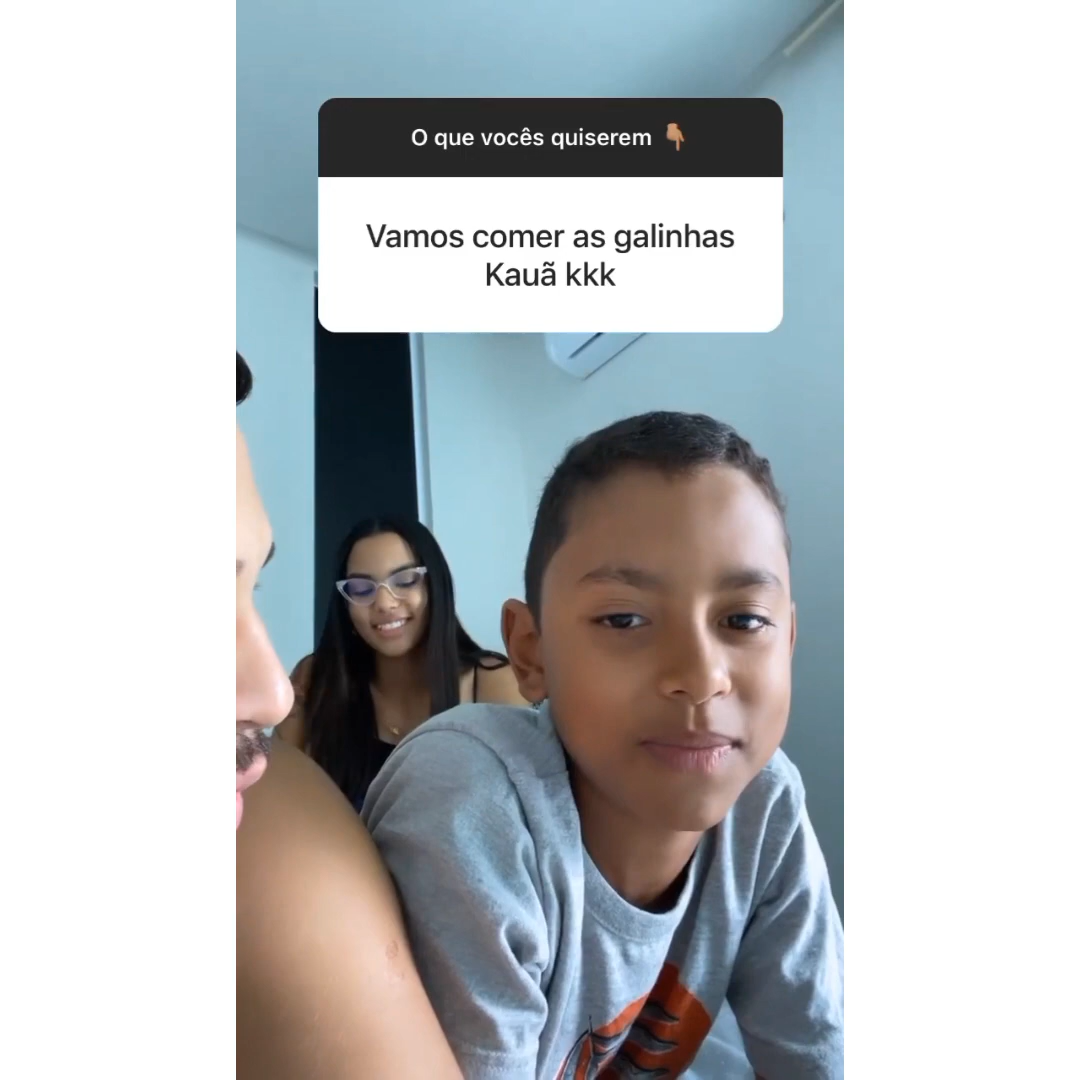 O que vocês quiserem 👇🏽
Vamos comer as galinhas
Kauã kkk